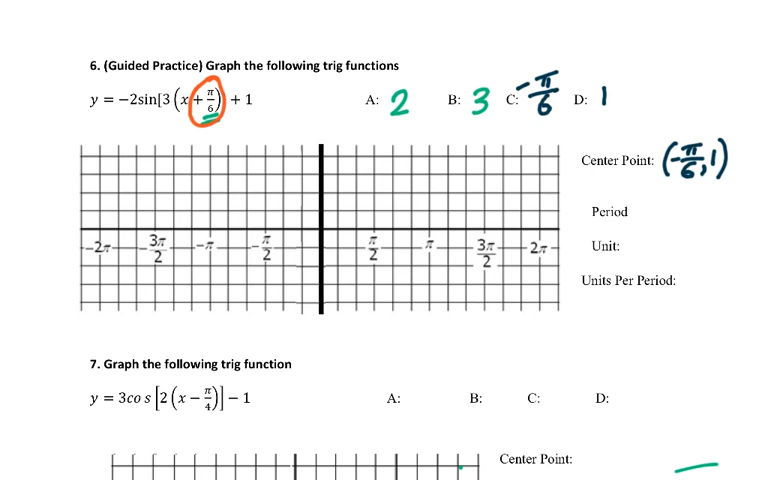 6. (Guided Practice) Graph the following trig functions
y = −2sin[3 (x + π/6) + 1 A: 2 B: 3 C: -π/6 D: 1
Center Point: (-π/6, 1)
Period
-2π -3π/2 -π -π/2 π/2 π 3π/2 2π Unit:
Units Per Period:
7. Graph the following trig function
y = 3co s [2 (x − π/4)] − 1 A: B: C: D:
Center Point: